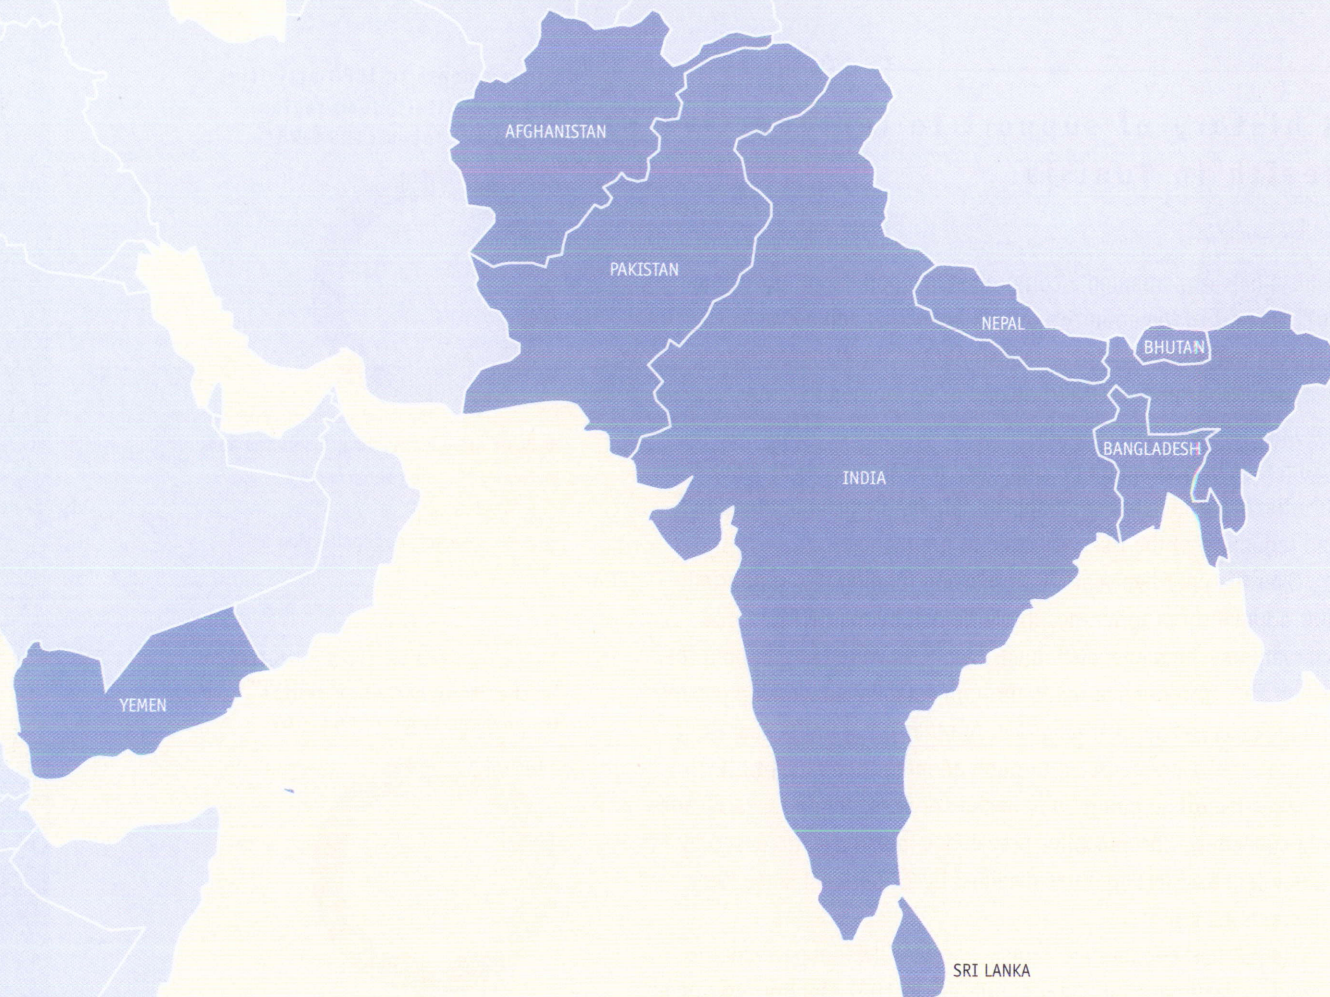 AFGHANISTAN
PAKISTAN
NEPAL
BHUTAN
BANGLADESH
INDIA
YEMEN
SRI LANKA